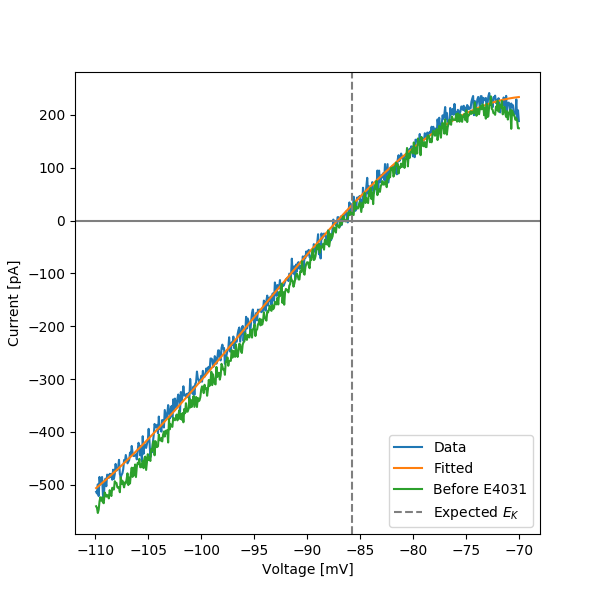 200
100
0
−100
−200
−300
−400
−500
Current [pA]
−110 −105 −100 −95 −90 −85 −80 −75 −70
Voltage [mV]
Data
Fitted
Before E4031
Expected $E_K$